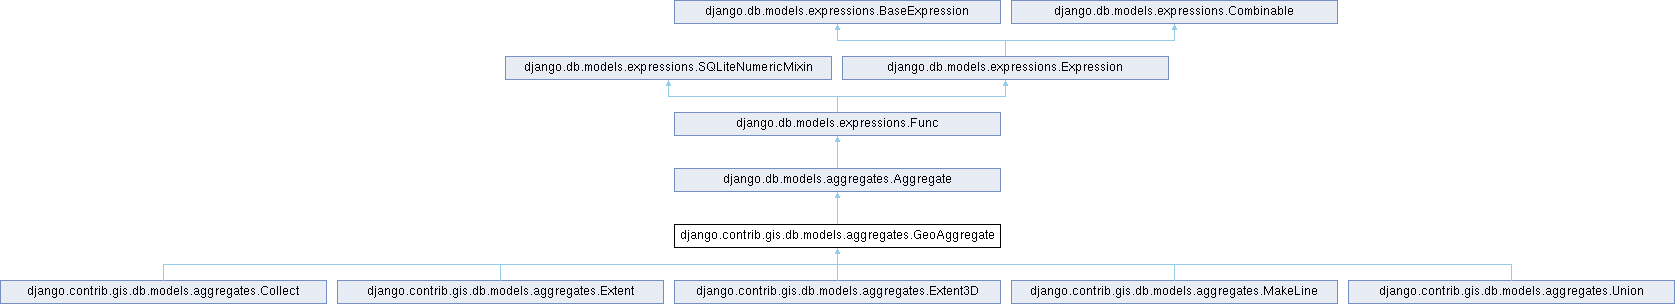 django.db.models.expressions.BaseExpression
django.db.models.expressions.Combinable
django.db.models.expressions.SQLiteNumericMixin
django.db.models.expressions.Expression
django.db.models.expressions.Func
django.db.models.aggregates.Aggregate
django.contrib.gis.db.models.aggregates.GeoAggregate
django.contrib.gis.db.models.aggregates.Collect
django.contrib.gis.db.models.aggregates.Extent
django.contrib.gis.db.models.aggregates.Extent3D
django.contrib.gis.db.models.aggregates.MakeLine
django.contrib.gis.db.models.aggregates.Union